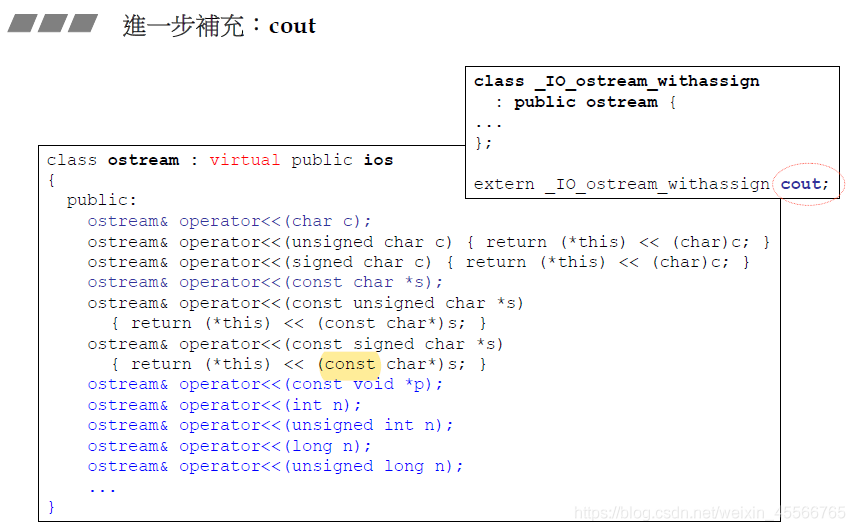 進一步補充：cout
class _IO_ostream_withassign
: public ostream {
...
};
extern _IO_ostream_withassign cout;
class ostream : virtual public ios
{
public:
ostream& operator<<(char c);
ostream& operator<<(unsigned char c) { return (*this) << (char)c; }
ostream& operator<<(signed char c) { return (*this) << (char)c; }
ostream& operator<<(const char *s);
ostream& operator<<(const unsigned char *s)
{ return (*this) << (const char*)s; }
ostream& operator<<(const signed char *s)
{ return (*this) << (const char*)s; }
ostream& operator<<(const void *p);
ostream& operator<<(int n);
ostream& operator<<(unsigned int n);
ostream& operator<<(long n);
ostream& operator<<(unsigned long n);
...
}
https://blog.csdn.net/weixin_45566765